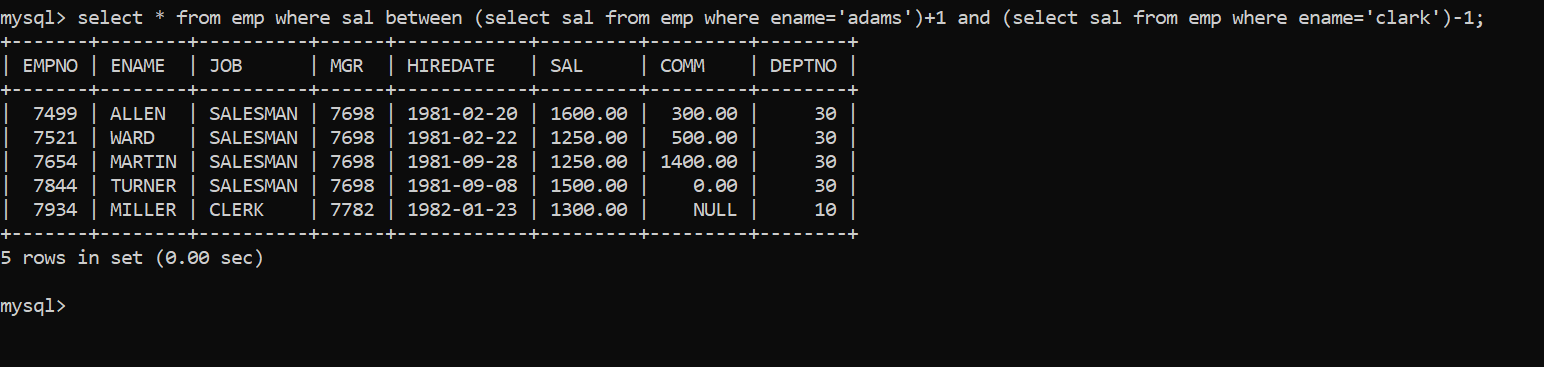 mysql> select * from emp where sal between (select sal from emp where ename='adams')+1 and (select sal from emp where ename='clark')-1;
+-------+--------+----------+------+------------+---------+---------+--------+
| EMPNO | ENAME  | JOB      | MGR  | HIREDATE   | SAL     | COMM    | DEPTNO |
+-------+--------+----------+------+------------+---------+---------+--------+
|  7499 | ALLEN  | SALESMAN | 7698 | 1981-02-20 | 1600.00 |  300.00 |     30 |
|  7521 | WARD   | SALESMAN | 7698 | 1981-02-22 | 1250.00 |  500.00 |     30 |
|  7654 | MARTIN | SALESMAN | 7698 | 1981-09-28 | 1250.00 | 1400.00 |     30 |
|  7844 | TURNER | SALESMAN | 7698 | 1981-09-08 | 1500.00 |    0.00 |     30 |
|  7934 | MILLER | CLERK    | 7782 | 1982-01-23 | 1300.00 |    NULL |     10 |
+-------+--------+----------+------+------------+---------+---------+--------+
5 rows in set (0.00 sec)

mysql>